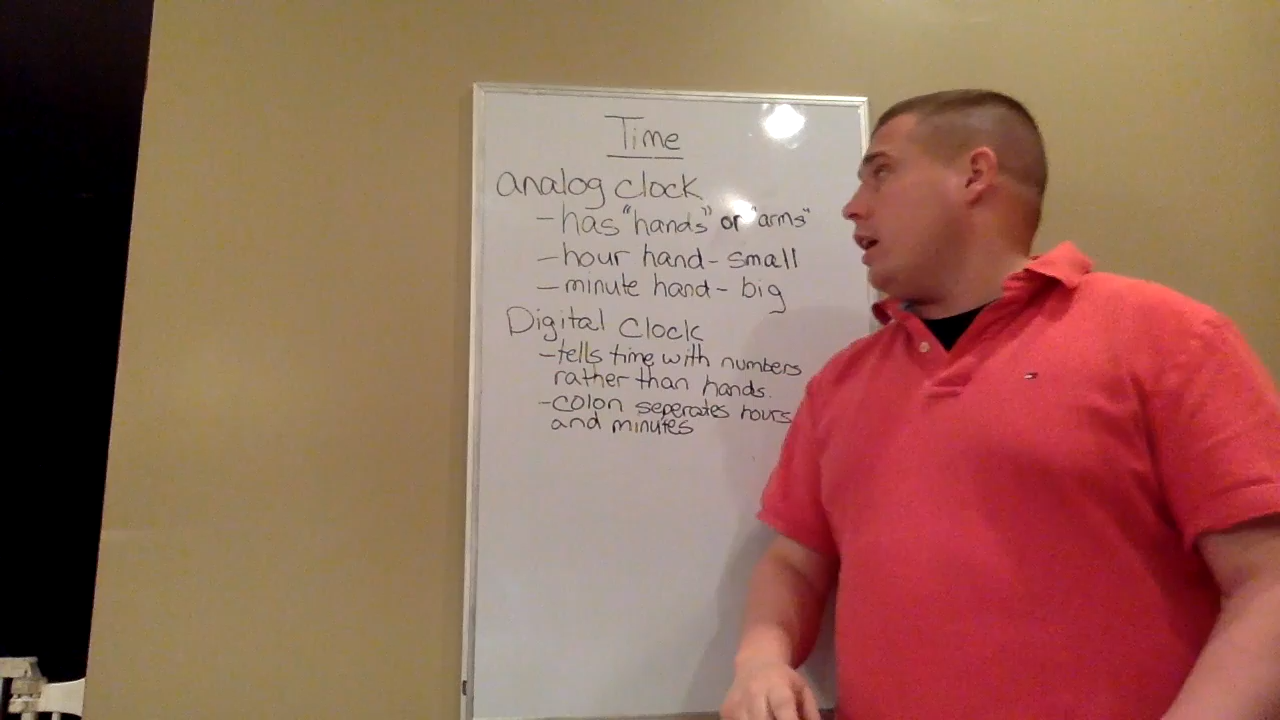 Time
analog clock
- has "hands" or "arms"
- hour hand - small
- minute hand - big
Digital Clock
- tells time with numbers
rather than hands.
- colon seperates hours
and minutes